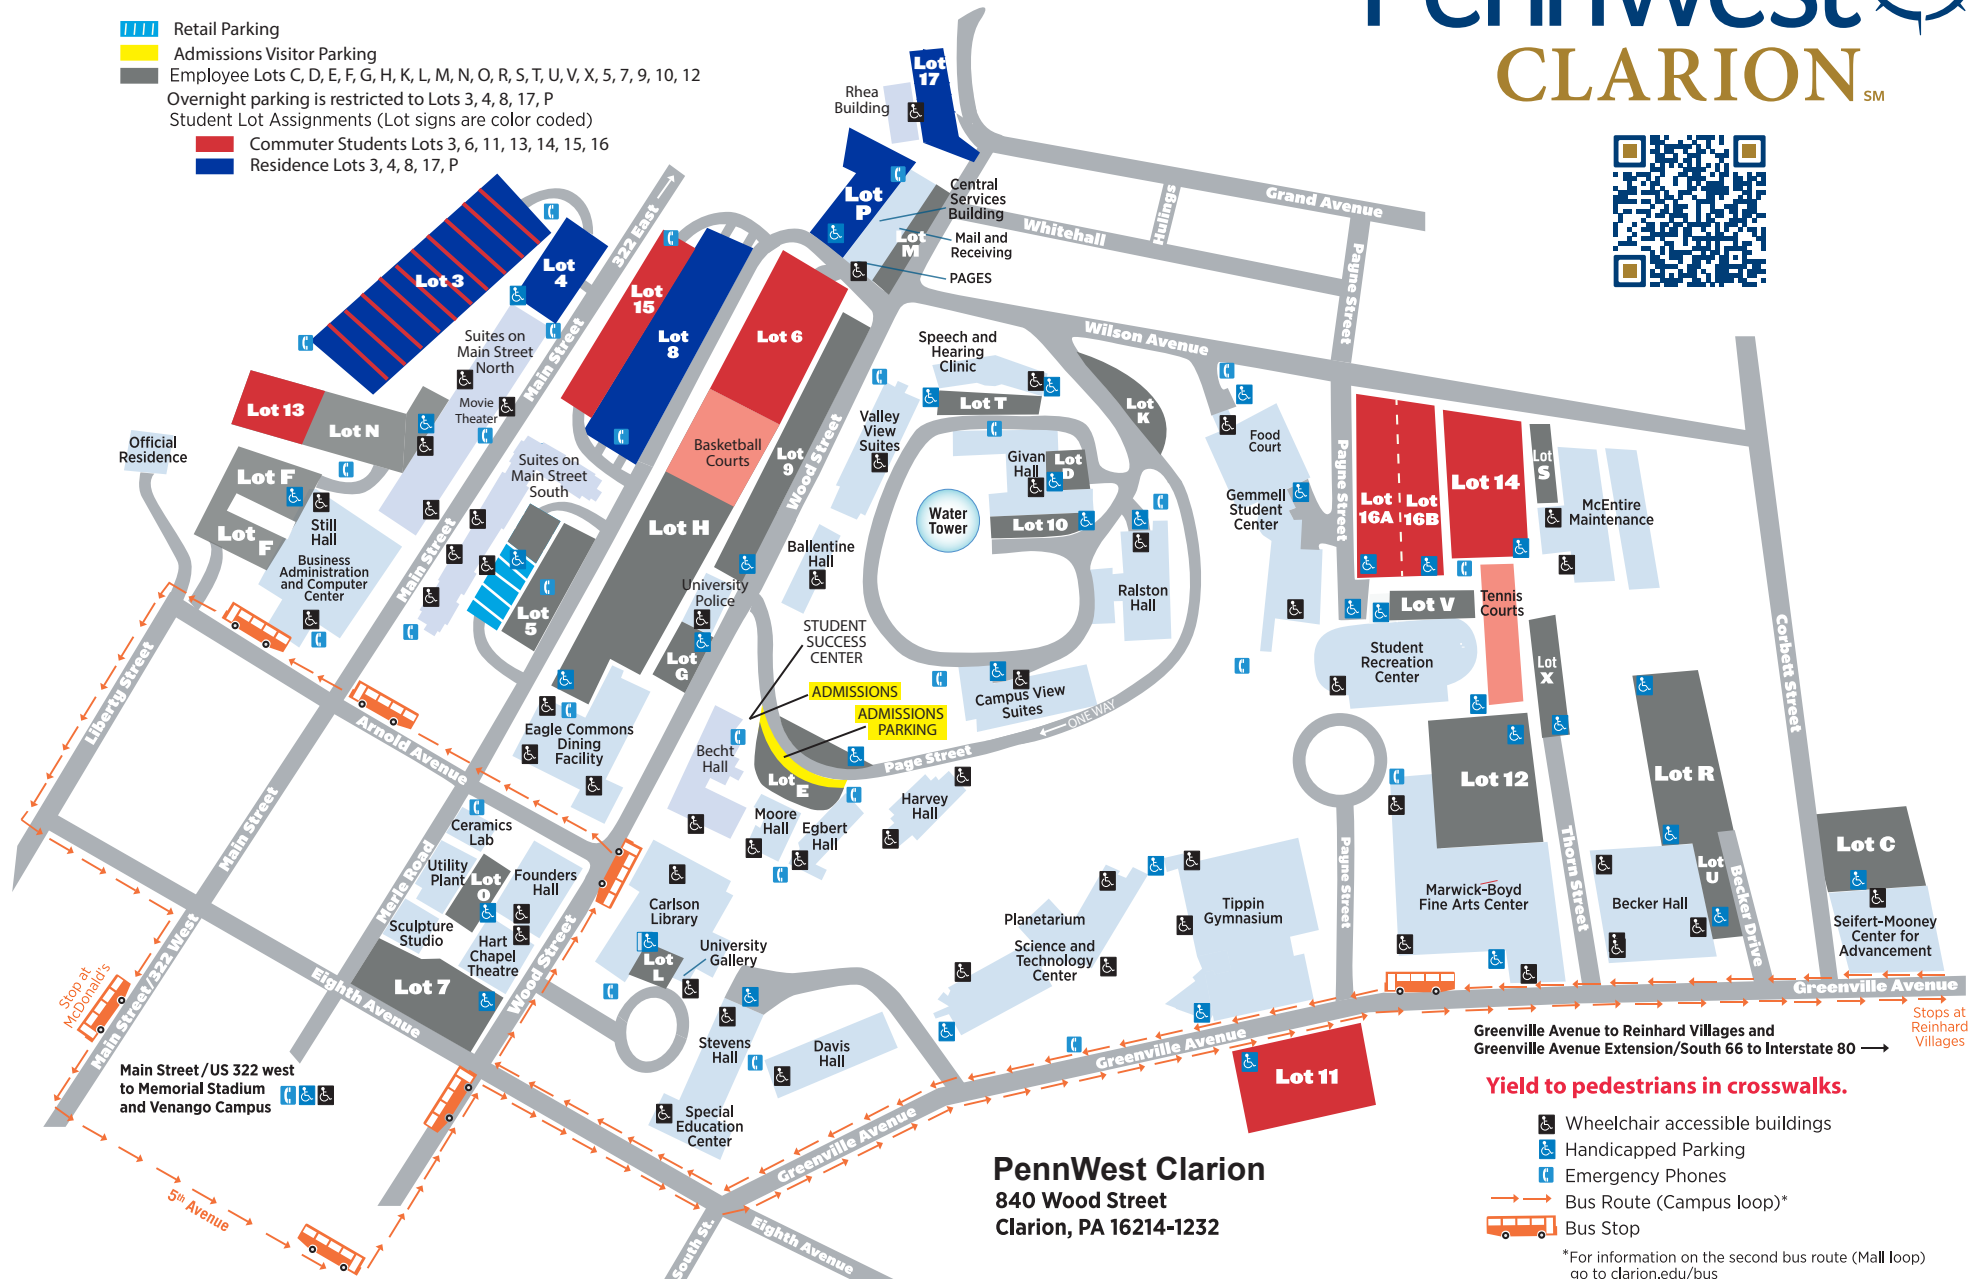 PennWest
CLARION
SM
Retail Parking
Admissions Visitor Parking
Employee Lots C, D, E, F, G, H, K, L, M, N, O, R, S, T, U, V, X, 5, 7, 9, 10, 12
Overnight parking is restricted to Lots 3, 4, 8, 17, P
Student Lot Assignments (Lot signs are color coded)
Commuter Students Lots 3, 6, 11, 13, 14, 15, 16
Residence Lots 3, 4, 8, 17, P
Lot
17
Rhea
Building
Lot
P
Central
Services
Building
Lot
M
Mail and
Receiving
PAGES
Grand Avenue
Hulings
Whitehall
Payne Street
Wilson Avenue
322 East
Lot 3
Lot
4
Lot
15
Lot
8
Lot 6
Suites on
Main Street
North
Main Street
Movie
Theater
Lot 13
Lot N
Official
Residence
Lot F
Lot
F
Still
Hall
Business
Administration
and Computer
Center
Suites on
Main Street
South
Main Street
Basketball
Courts
Lot
9
Wood Street
Lot H
Lot
5
University
Police
Lot
G
Speech and
Hearing
Clinic
Lot T
Lot
K
Valley
View
Suites
Givan
Hall
Lot
D
Water
Tower
Lot 10
Ballentine
Hall
Ralston
Hall
Food
Court
Gemmell
Student
Center
Payne Street
Lot
16A
Lot
16B
Lot 14
Lot
S
McEntire
Maintenance
Lot V
Tennis
Courts
Student
Recreation
Center
Lot
X
Corbett Street
STUDENT
SUCCESS
CENTER
ADMISSIONS
ADMISSIONS
PARKING
Campus View
Suites
ONE WAY
Page Street
Liberty Street
Arnold Avenue
Eagle Commons
Dining
Facility
Becht
Hall
Lot
E
Moore
Hall
Egbert
Hall
Harvey
Hall
Lot 12
Lot R
Lot C
Main Street
Merle Road
Ceramics
Lab
Utility
Plant
Lot
O
Founders
Hall
Sculpture
Studio
Hart
Chapel
Theatre
Wood Street
Carlson
Library
University
Gallery
Lot
L
Planetarium
Science and
Technology
Center
Tippin
Gymnasium
Payne Street
Marwick-Boyd
Fine Arts Center
Thorn Street
Becker Hall
Lot
U
Becker Drive
Seifert-Mooney
Center for
Advancement
Stop at
McDonald's
Main Street/322 West
Eighth Avenue
Lot 7
Stevens
Hall
Davis
Hall
Special
Education
Center
Greenville Avenue
Greenville Avenue
Greenville Avenue
Lot 11
Stops at
Reinhard
Villages
Greenville Avenue to Reinhard Villages and
Greenville Avenue Extension/South 66 to Interstate 80
Main Street/US 322 west
to Memorial Stadium
and Venango Campus
5th Avenue
South St.
Eighth Avenue
PennWest Clarion
840 Wood Street
Clarion, PA 16214-1232
Yield to pedestrians in crosswalks.
Wheelchair accessible buildings
Handicapped Parking
Emergency Phones
Bus Route (Campus loop)*
Bus Stop
*For information on the second bus route (Mall loop)
go to clarion.edu/bus